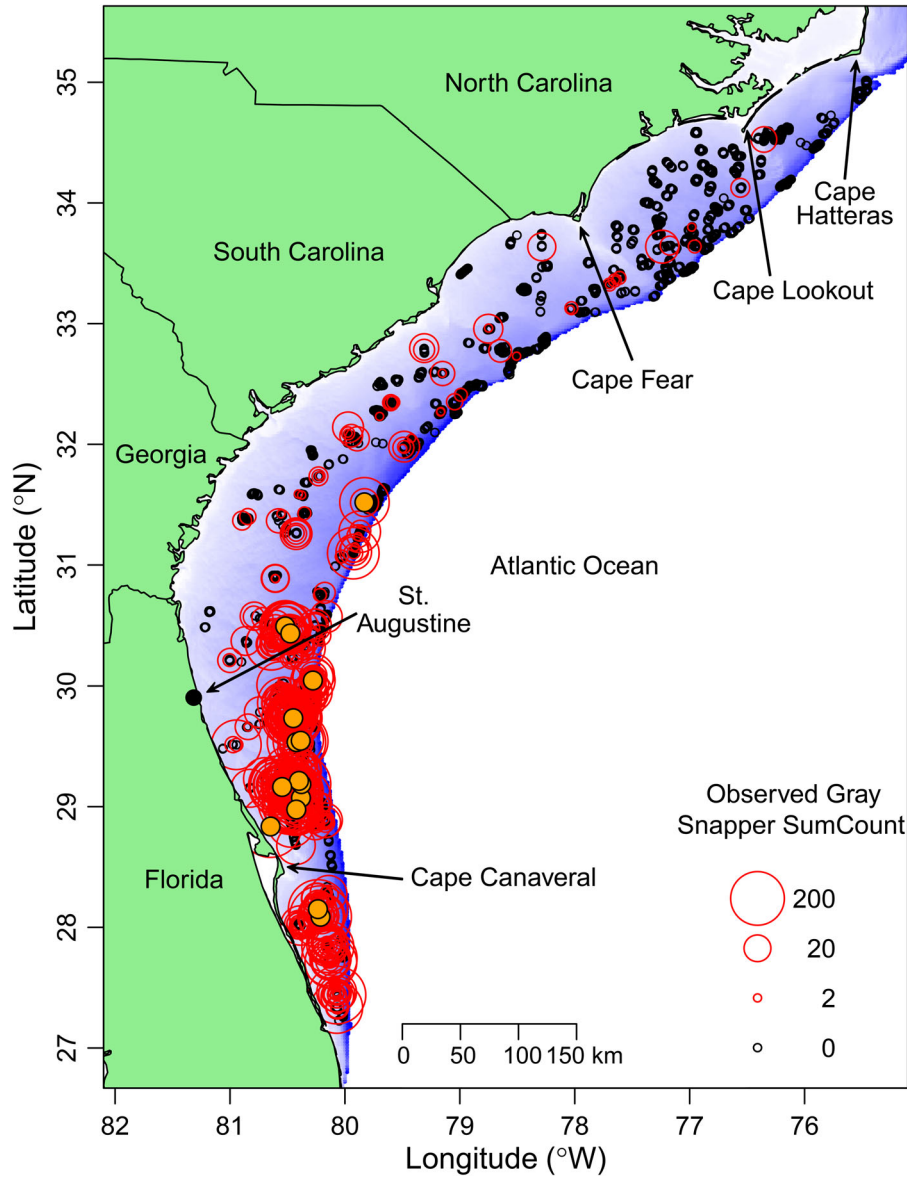 North Carolina
South Carolina
Georgia
Cape
Hatteras
Cape Lookout
Cape Fear
Atlantic Ocean
St.
Augustine
Florida
Cape Canaveral
Observed Gray
Snapper SumCount
200
20
2
0
0 50 100 150 km
35
34
33
32
31
30
29
28
27
Latitude (°N)
82 81 80 79 78 77 76
Longitude (°W)